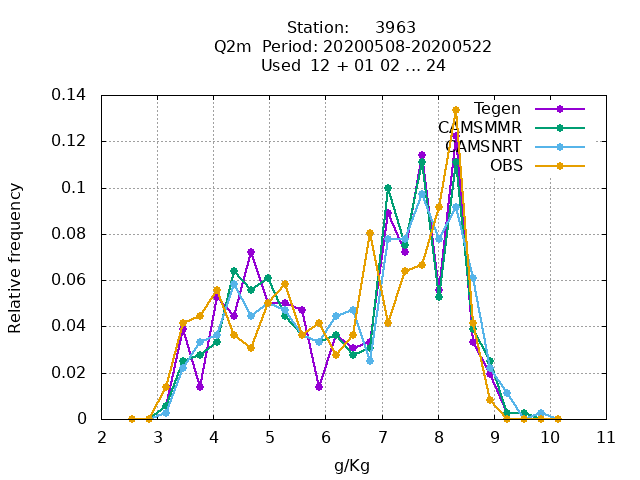 Station: 3963
Q2m Period: 20200508-20200522
Used 12 + 01 02 ... 24
0.14
0.12
0.1
0.08
0.06
0.04
0.02
0
Relative frequency
Tegen
CAMSMMR
CAMSNRT
OBS
2 3 4 5 6 7 8 9 10 11
g/Kg